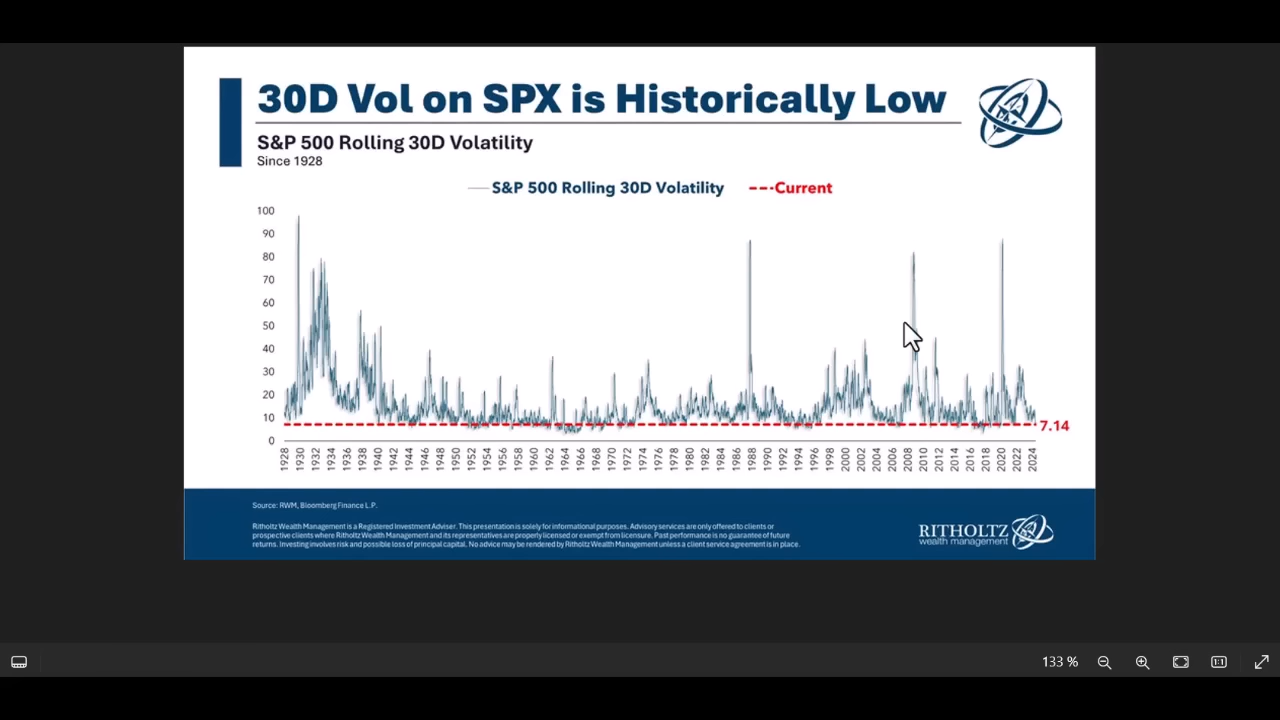 30D Vol on SPX is Historically Low
S&P 500 Rolling 30D Volatility
Since 1928
S&P 500 Rolling 30D Volatility Current
100
90
80
70
60
50
40
30
20
10
0
7.14
1928 1930 1932 1934 1936 1938 1940 1942 1944 1946 1948 1950 1952 1954 1956 1958 1960 1962 1964 1966 1968 1970 1972 1974 1976 1978 1980 1982 1984 1986 1988 1990 1992 1994 1996 1998 2000 2002 2004 2006 2008 2010 2012 2014 2016 2018 2020 2022 2024
Source: RWM, Bloomberg Finance L.P.
Ritholtz Wealth Management is a Registered Investment Adviser. This presentation is solely for informational purposes. Advisory services are only offered to clients or
prospective clients where Ritholtz Wealth Management and its representatives are properly licensed or exempt from licensure. Past performance is no guarantee of future
returns. Investing involves risk and possible loss of principal capital. No advice may be rendered by Ritholtz Wealth Management unless a client service agreement is in place.
RITHOLTZ
wealth management
133 %
1:1